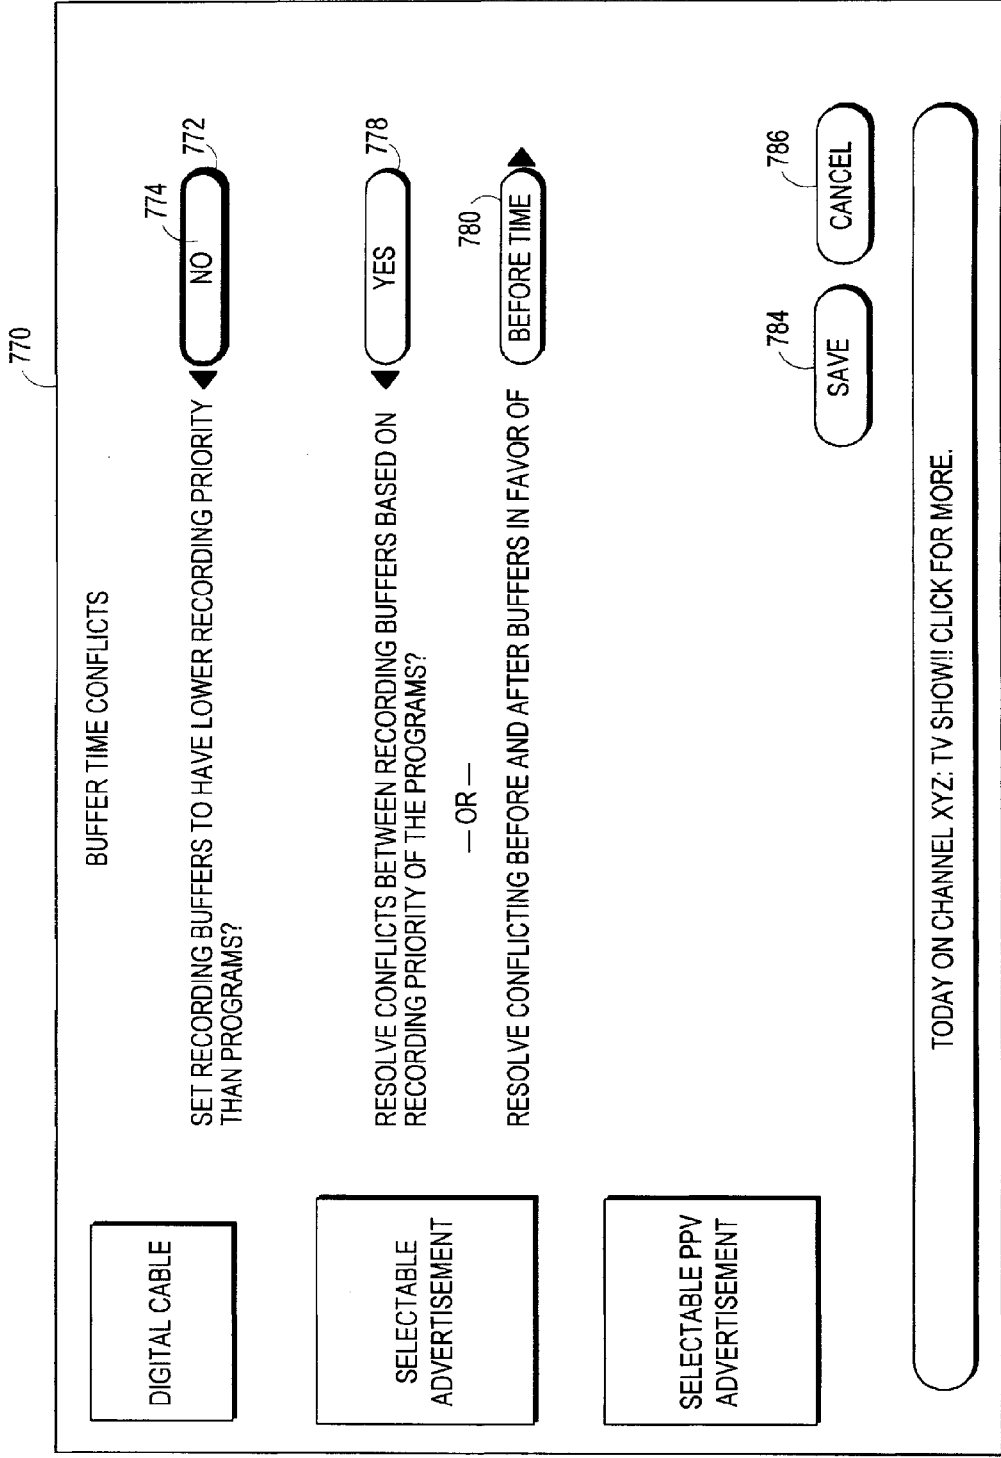 770
BUFFER TIME CONFLICTS
DIGITAL CABLE
SET RECORDING BUFFERS TO HAVE LOWER RECORDING PRIORITY
THAN PROGRAMS?
774
NO
772
SELECTABLE
ADVERTISEMENT
RESOLVE CONFLICTS BETWEEN RECORDING BUFFERS BASED ON
RECORDING PRIORITY OF THE PROGRAMS?
YES
778
— OR —
RESOLVE CONFLICTING BEFORE AND AFTER BUFFERS IN FAVOR OF
780
BEFORE TIME
SELECTABLE PPV
ADVERTISEMENT
784
SAVE
786
CANCEL
TODAY ON CHANNEL XYZ: TV SHOW!! CLICK FOR MORE.